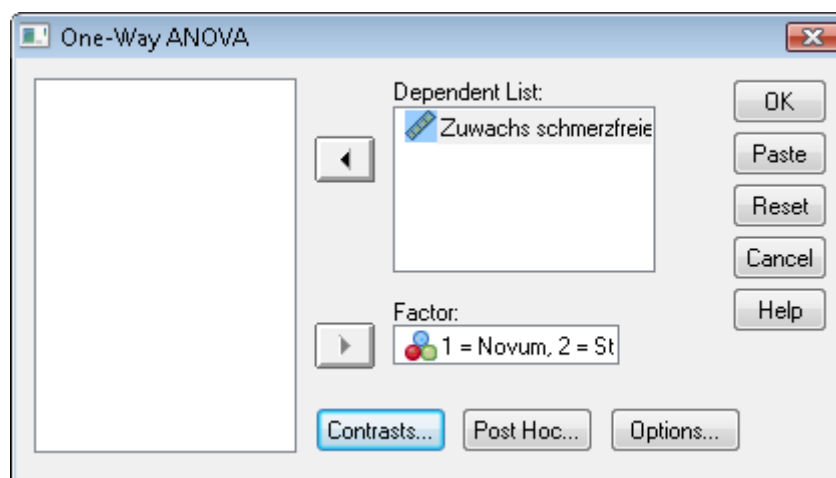 One-Way ANOVA
Dependent List:
Zuwachs schmerzfreie
Factor:
1 = Novum, 2 = St
Contrasts...
Post Hoc...
Options...
OK
Paste
Reset
Cancel
Help